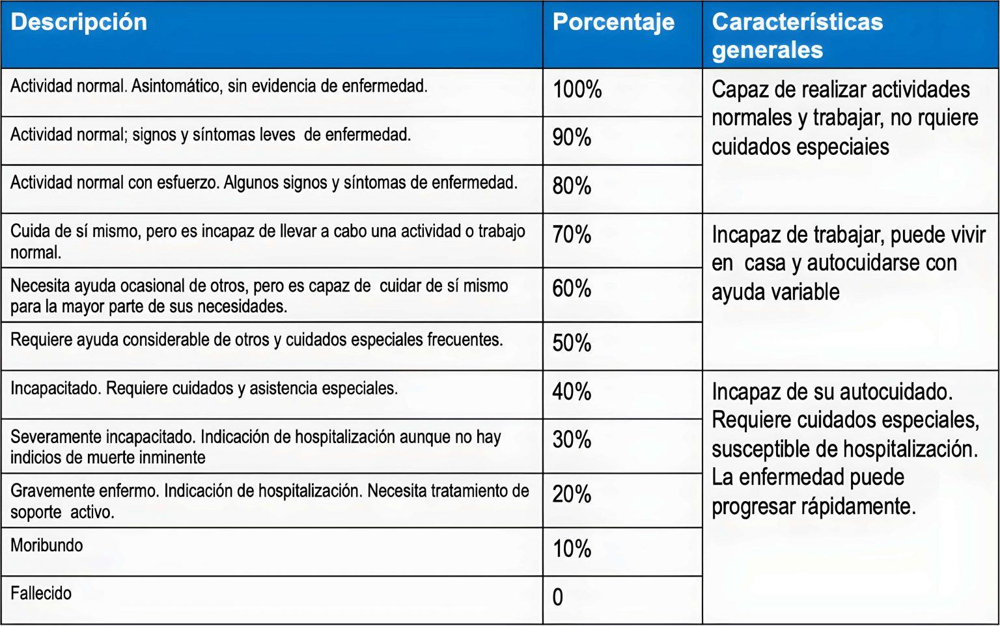 Descripción
Porcentaje
Características
generales
Actividad normal. Asintomático, sin evidencia de enfermedad.
100%
Capaz de realizar actividades
normales y trabajar, no rquiere
cuidados especiaies
Actividad normal; signos y síntomas leves de enfermedad.
90%
Actividad normal con esfuerzo. Algunos signos y síntomas de enfermedad.
80%
Cuida de sí mismo, pero es incapaz de llevar a cabo una actividad o trabajo
normal.
70%
Incapaz de trabajar, puede vivir
en casa y autocuidarse con
ayuda variable
Necesita ayuda ocasional de otros, pero es capaz de cuidar de sí mismo
para la mayor parte de sus necesidades.
60%
Requiere ayuda considerable de otros y cuidados especiales frecuentes.
50%
Incapacitado. Requiere cuidados y asistencia especiales.
40%
Incapaz de su autocuidado.
Requiere cuidados especiales,
susceptible de hospitalización.
La enfermedad puede
progresar rápidamente.
Severamente incapacitado. Indicación de hospitalización aunque no hay
indicios de muerte inminente
30%
Gravemente enfermo. Indicación de hospitalización. Necesita tratamiento de
soporte activo.
20%
Moribundo
10%
Fallecido
0